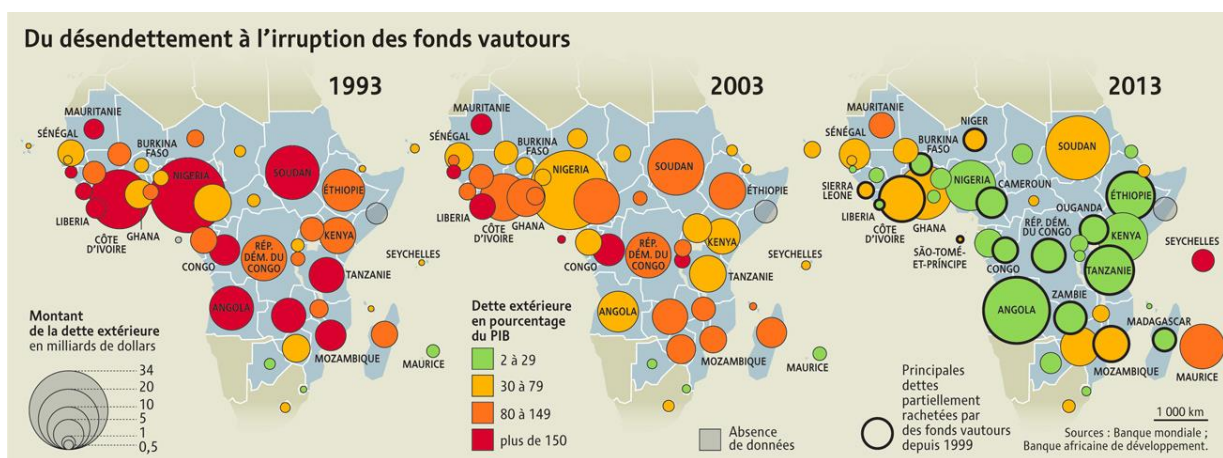 Du désendettement à l'irruption des fonds vautours
1993
MAURITANIE
SÉNÉGAL
BURKINA
FASO
NIGERIA
SOUDAN
ÉTHIOPIE
LIBERIA
CÔTE
D'IVOIRE
GHANA
CONGO
RÉP.
DÉM. DU
CONGO
KENYA
SEYCHELLES
TANZANIE
ANGOLA
MOZAMBIQUE
MAURICE
Montant
de la dette extérieure
en milliards de dollars
34
20
10
5
1
0,5
2003
MAURITANIE
SÉNÉGAL
BURKINA
FASO
NIGERIA
SOUDAN
ÉTHIOPIE
LIBERIA
CÔTE
D'IVOIRE
GHANA
CONGO
RÉP.
DÉM. DU
CONGO
KENYA
SEYCHELLES
TANZANIE
ANGOLA
MOZAMBIQUE
MAURICE
Dette extérieure
en pourcentage
du PIB
2 à 29
30 à 79
80 à 149
plus de 150
Absence
de données
2013
MAURITANIE
NIGER
SÉNÉGAL
BURKINA
FASO
SOUDAN
NIGERIA
CAMEROUN
ÉTHIOPIE
SIERRA
LEONE
LIBERIA
CÔTE
D'IVOIRE
GHANA
OUGANDA
RÉP. DÉM.
DU CONGO
KENYA
SEYCHELLES
SÃO-TOMÉ-
ET-PRÍNCIPE
CONGO
TANZANIE
ANGOLA
ZAMBIE
MADAGASCAR
MOZAMBIQUE
MAURICE
Principales
dettes
partiellement
rachetées par
des fonds vautours
depuis 1999
1 000 km
Sources : Banque mondiale ;
Banque africaine de développement.